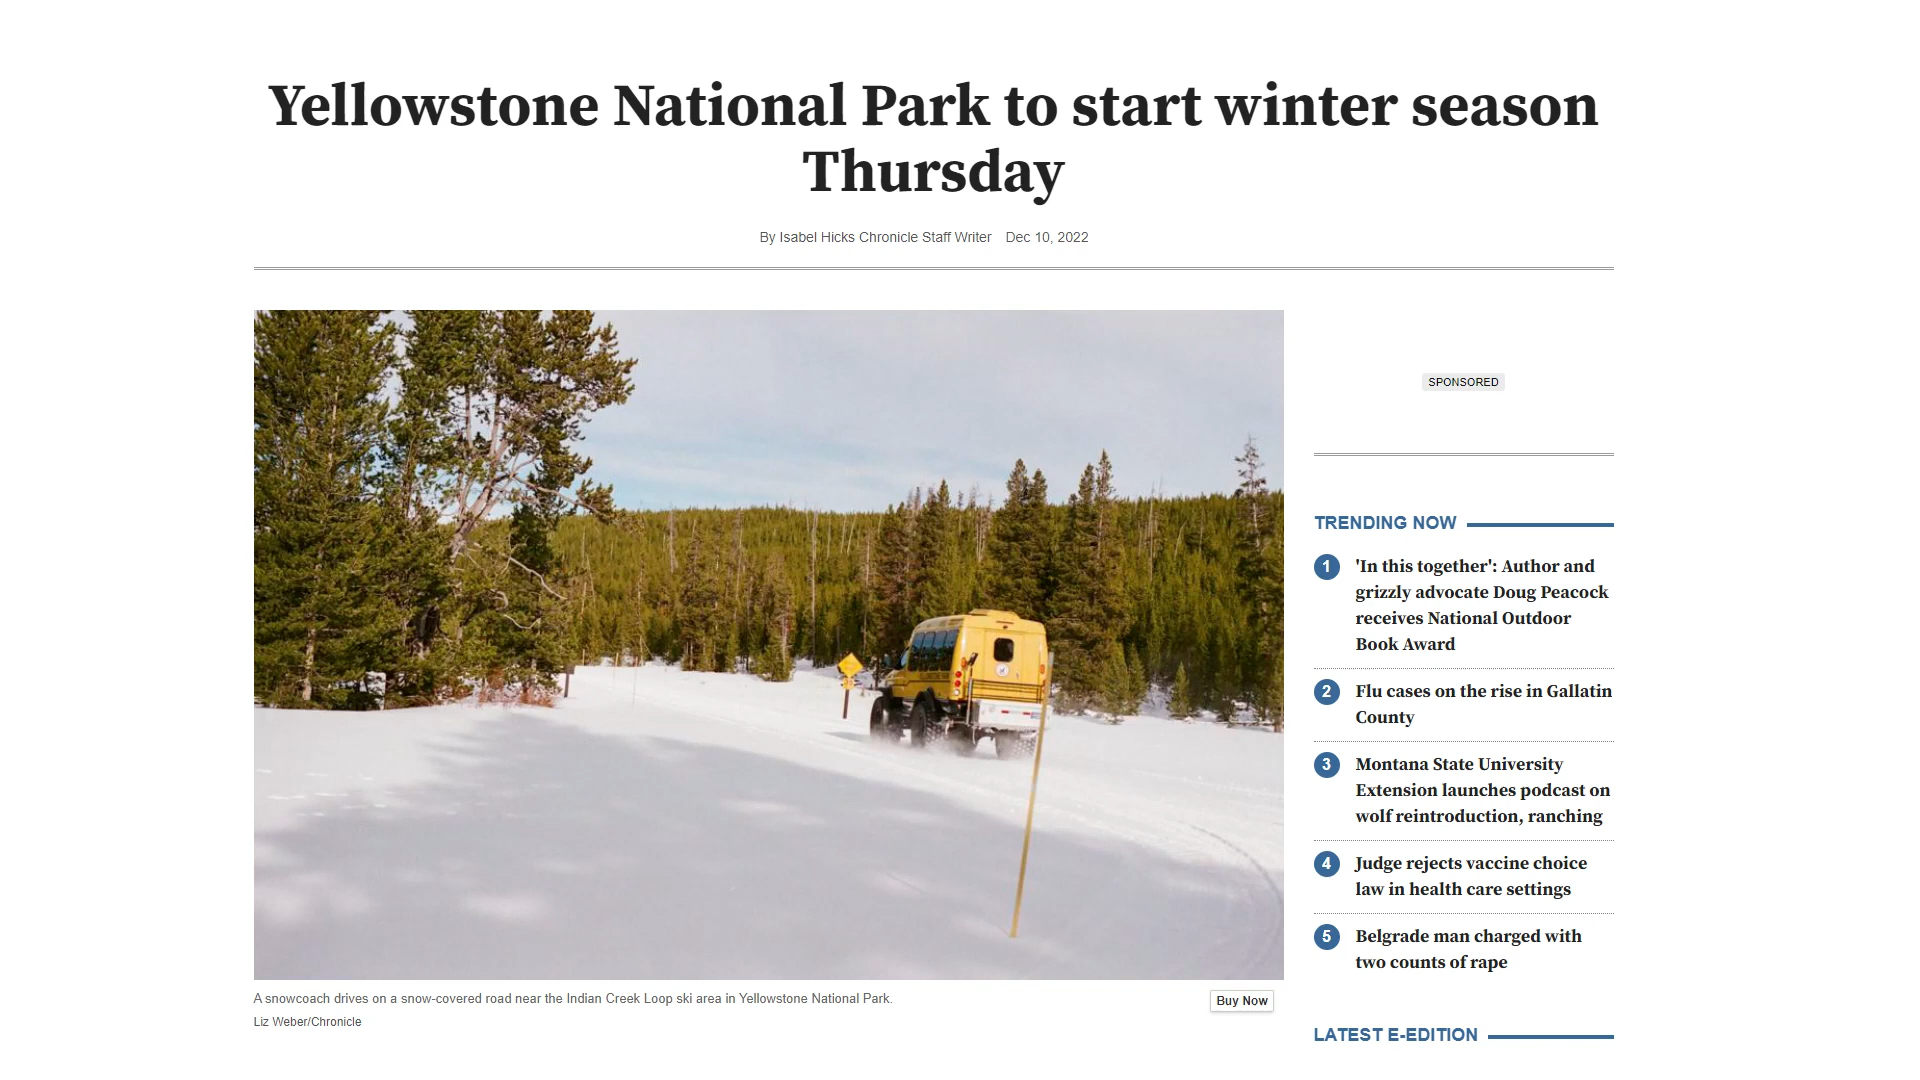 Yellowstone National Park to start winter season
Thursday
By Isabel Hicks Chronicle Staff Writer Dec 10, 2022
SPONSORED
TRENDING NOW
1 'In this together': Author and
grizzly advocate Doug Peacock
receives National Outdoor
Book Award
2 Flu cases on the rise in Gallatin
County
3 Montana State University
Extension launches podcast on
wolf reintroduction, ranching
4 Judge rejects vaccine choice
law in health care settings
5 Belgrade man charged with
two counts of rape
A snowcoach drives on a snow-covered road near the Indian Creek Loop ski area in Yellowstone National Park.
Buy Now
Liz Weber/Chronicle
LATEST E-EDITION